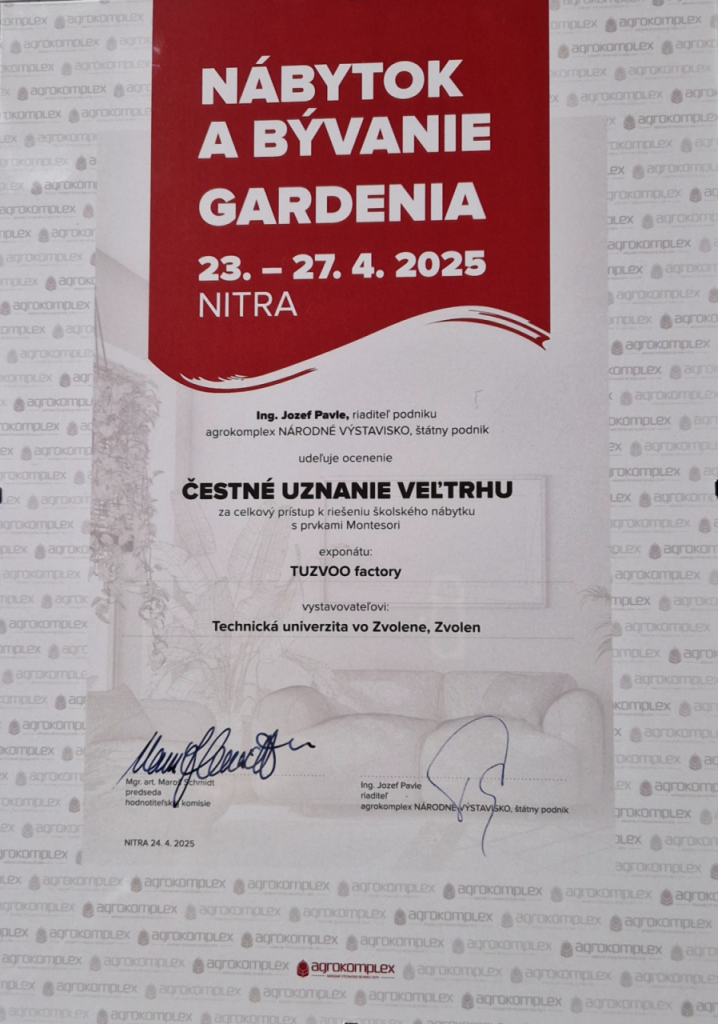 NÁBYTOK
A BÝVANIE
GARDENIA
23. – 27. 4. 2025
NITRA
Ing. Jozef Pavle, riaditeľ podniku
agrokomplex NÁRODNÉ VÝSTAVISKO, štátny podnik
udeľuje ocenenie
ČESTNÉ UZNANIE VEĽTRHU
za celkový prístup k riešeniu školského nábytku
s prvkami Montesori
exponátu:
TUZVOO factory
vystavovateľovi:
Technická univerzita vo Zvolene, Zvolen
Mgr. art. Maroš Schmidt
predseda
hodnotiteľskej komisie
Ing. Jozef Pavle
riaditeľ
agrokomplex NÁRODNÉ VÝSTAVISKO, štátny podnik
NITRA 24. 4. 2025
agrokomplex